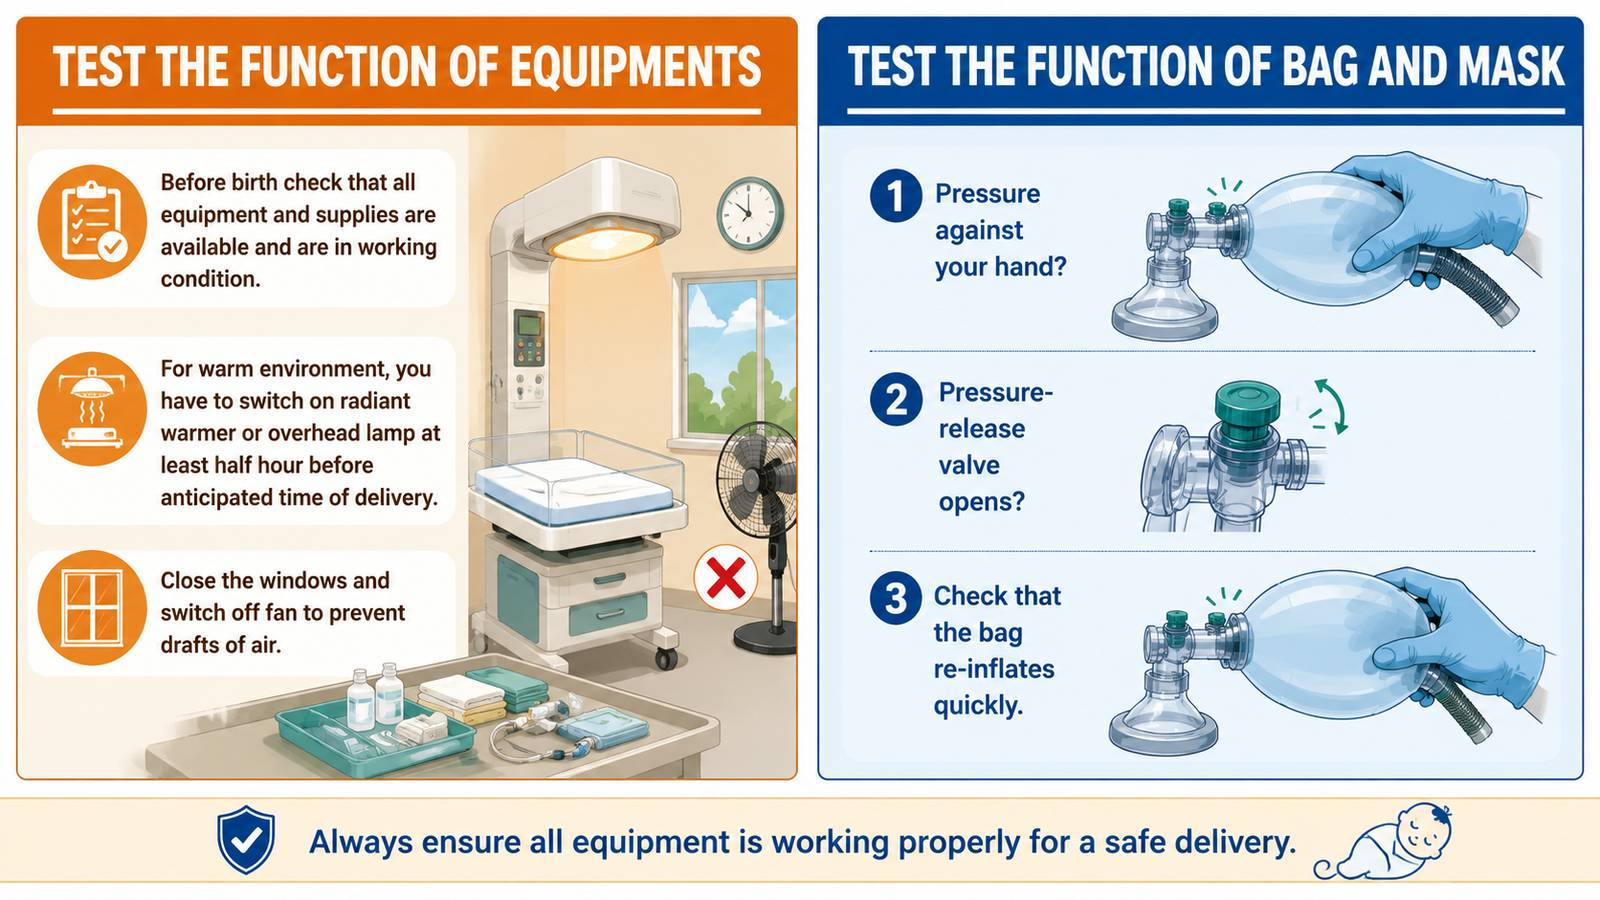 TEST THE FUNCTION OF EQUIPMENTS
Before birth check that all
equipment and supplies are
available and are in working
condition.
For warm environment, you
have to switch on radiant
warmer or overhead lamp at
least half hour before
anticipated time of delivery.
Close the windows and
switch off fan to prevent
drafts of air.
TEST THE FUNCTION OF BAG AND MASK
1 Pressure
against
your hand?
2 Pressure-
release
valve
opens?
3 Check that
the bag
re-inflates
quickly.
Always ensure all equipment is working properly for a safe delivery.